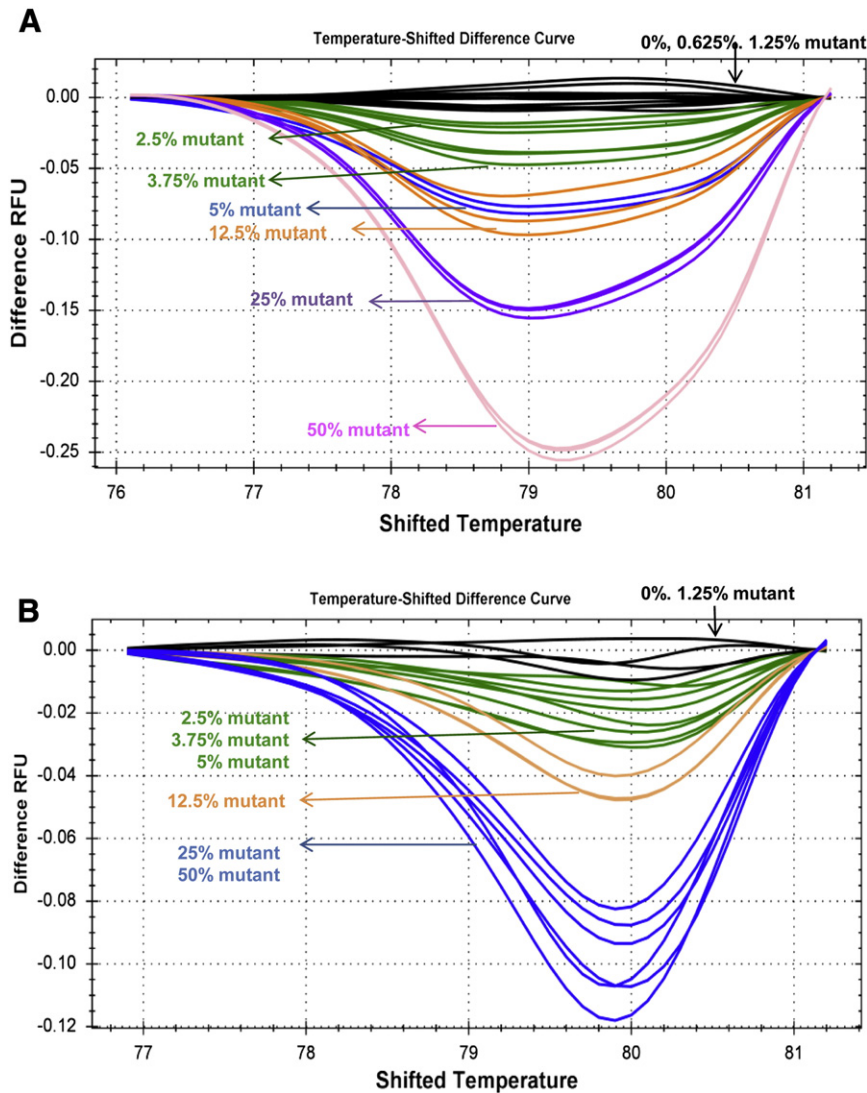 A
Temperature-Shifted Difference Curve
0%, 0.625%. 1.25% mutant
0.00
-0.05
-0.10
-0.15
-0.20
-0.25
Difference RFU
2.5% mutant
3.75% mutant
5% mutant
12.5% mutant
25% mutant
50% mutant
76 77 78 79 80 81
Shifted Temperature
B
Temperature-Shifted Difference Curve
0%. 1.25% mutant
0.00
-0.02
-0.04
-0.06
-0.08
-0.10
-0.12
Difference RFU
2.5% mutant
3.75% mutant
5% mutant
12.5% mutant
25% mutant
50% mutant
77 78 79 80 81
Shifted Temperature